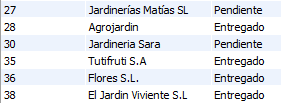 27 Jardinerías Matías SL Pendiente
28 Agrojardin Entregado
30 Jardineria Sara Pendiente
35 Tutifruti S.A Entregado
36 Flores S.L. Entregado
38 El Jardin Viviente S.L Entregado